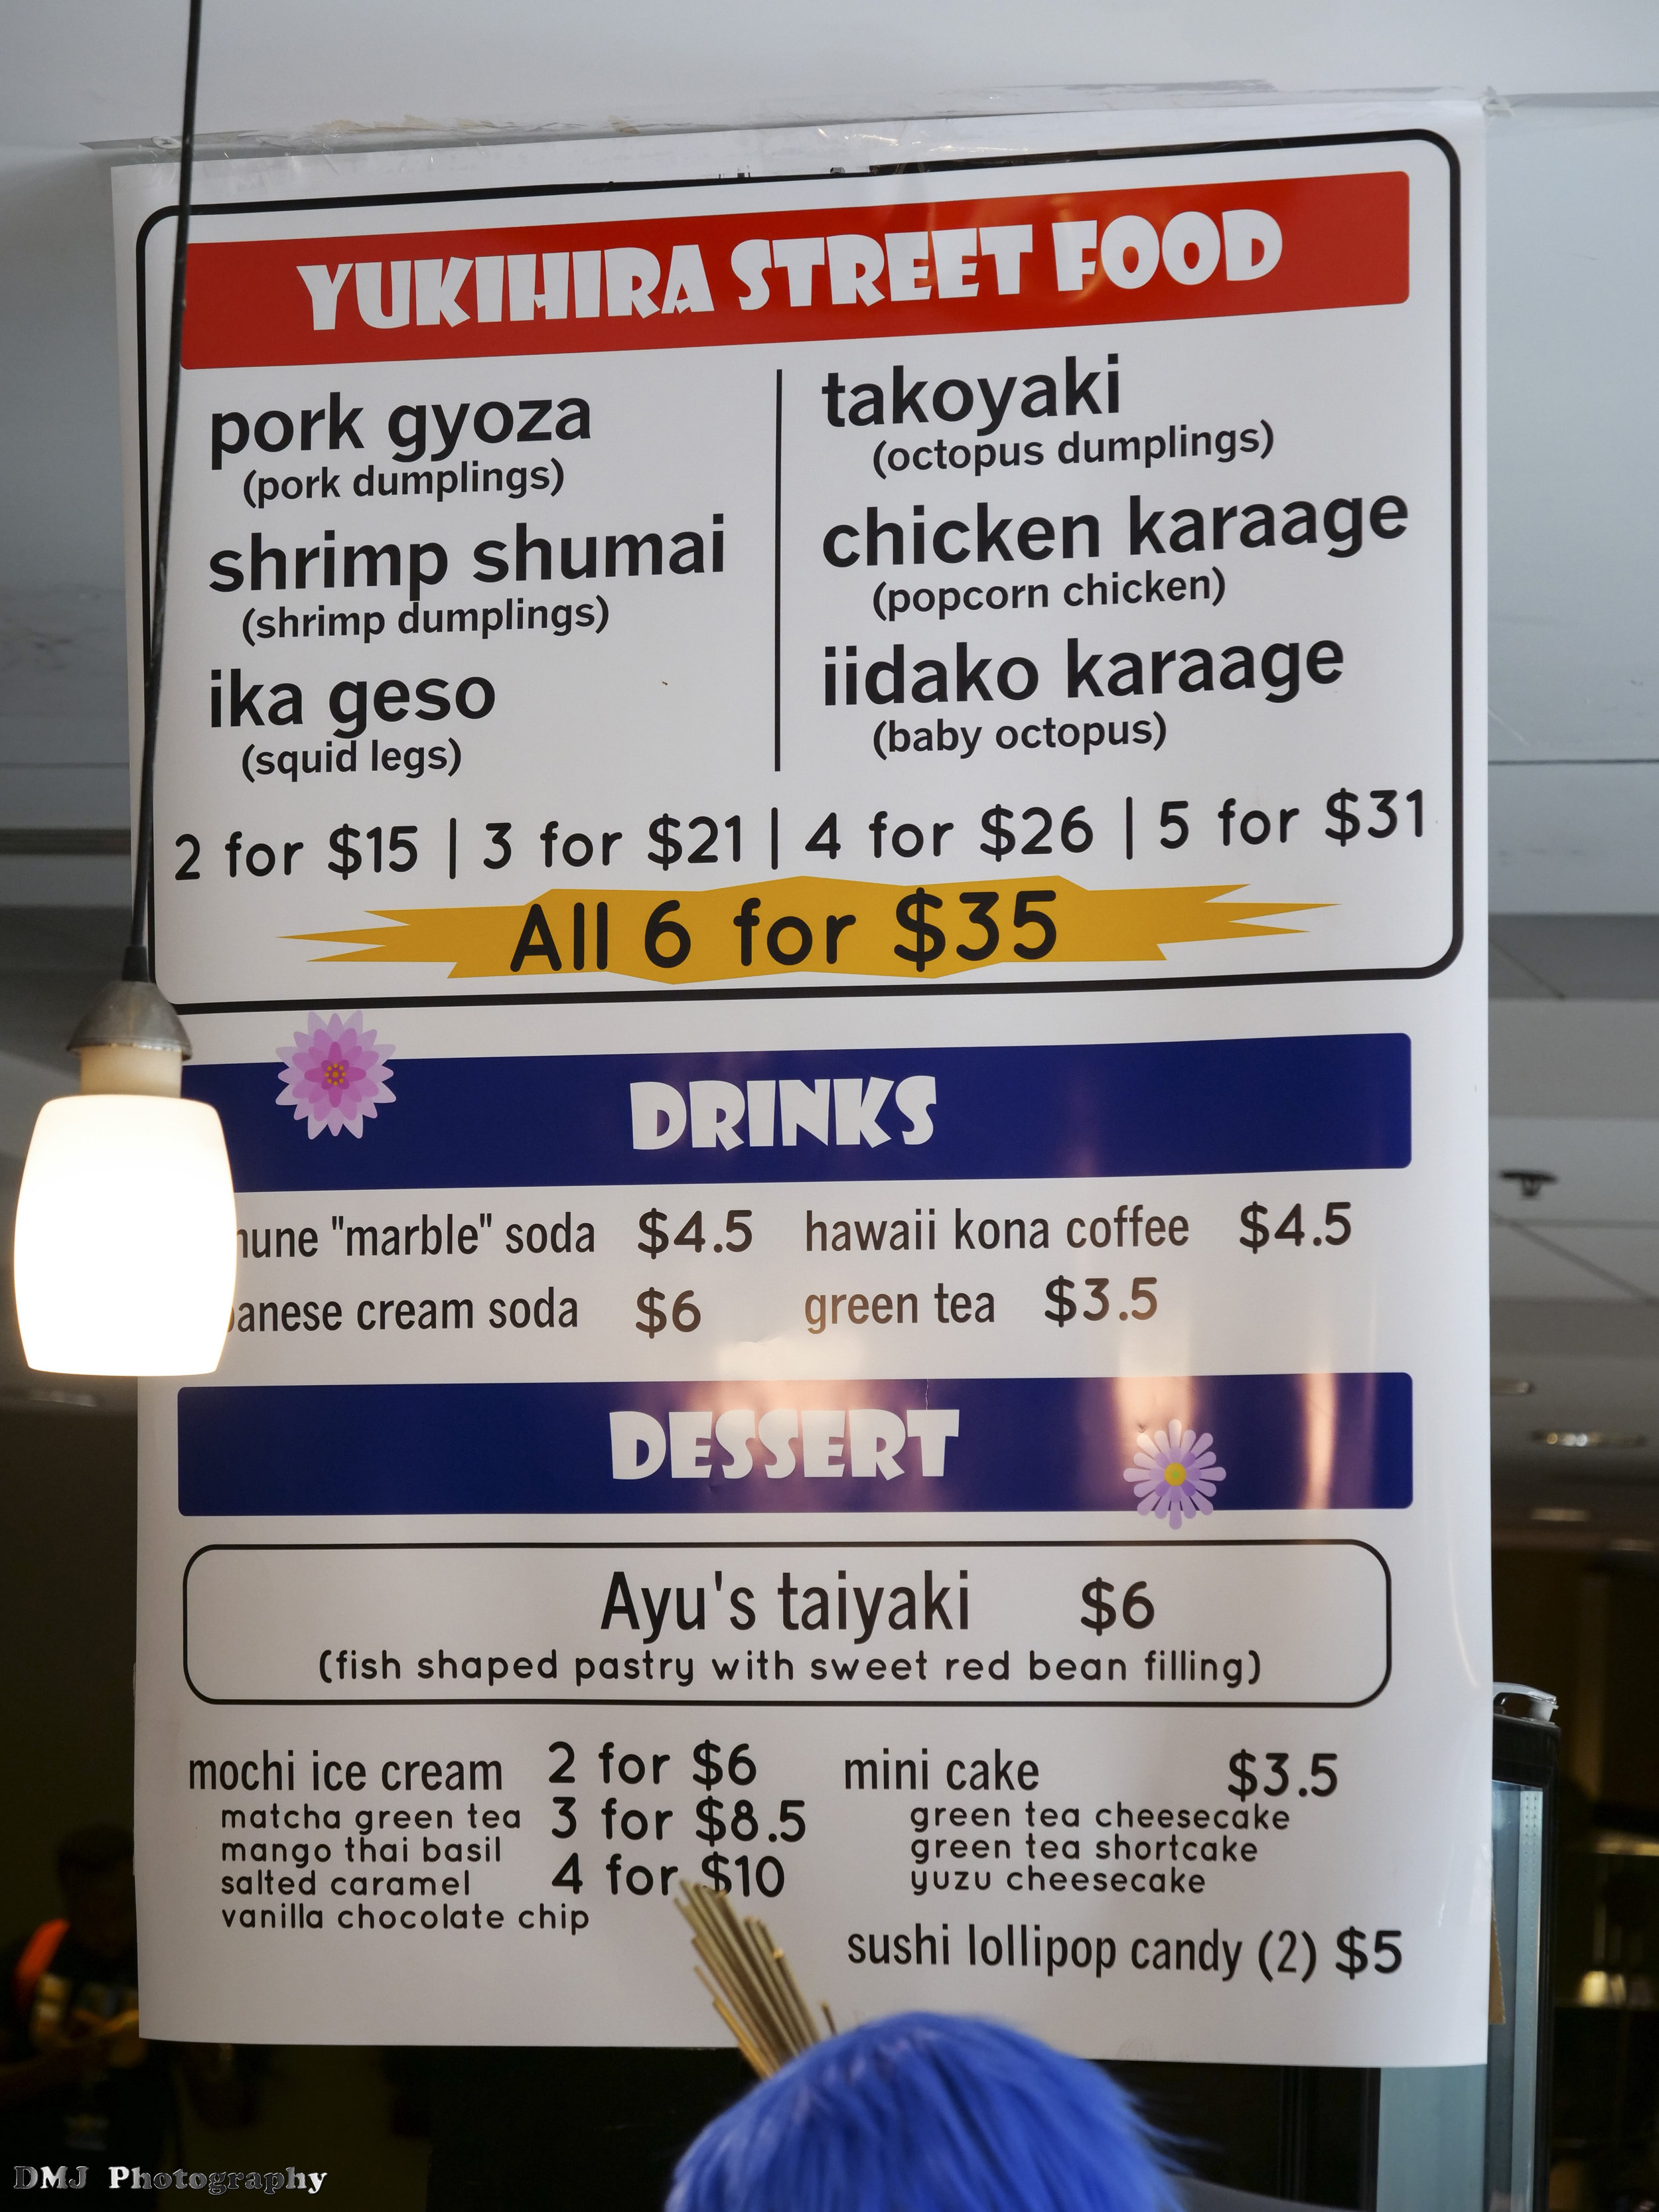 YUKIHIRA STREET FOOD
pork gyoza
(pork dumplings)
shrimp shumai
(shrimp dumplings)
ika geso
(squid legs)
takoyaki
(octopus dumplings)
chicken karaage
(popcorn chicken)
iidako karaage
(baby octopus)
2 for $15 | 3 for $21 | 4 for $26 | 5 for $31
All 6 for $35
DRINKS
"marble" soda $4.5 hawaii kona coffee $4.5
cream soda $6 green tea $3.5
DESSERT
Ayu's taiyaki $6
(fish shaped pastry with sweet red bean filling)
mochi ice cream 2 for $6
matcha green tea 3 for $8.5
mango thai basil
salted caramel 4 for $10
vanilla chocolate chip
mini cake $3.5
green tea cheesecake
green tea shortcake
yuzu cheesecake
sushi lollipop candy (2) $5
DMJ Photography